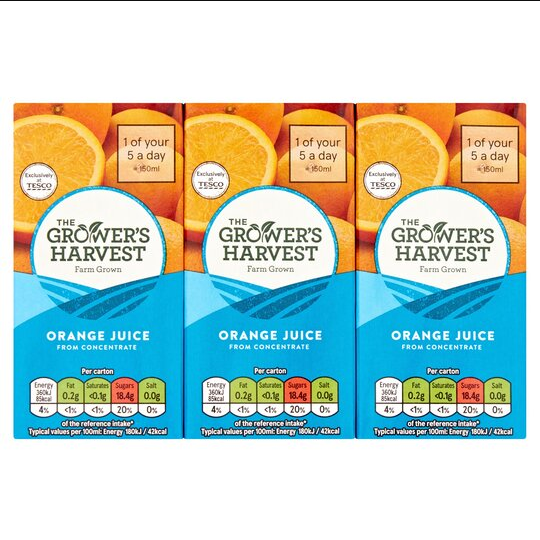 1 of your
5 a day
*150ml
Exclusively
at
TESCO
THE
GROWER'S
HARVEST
Farm Grown
ORANGE JUICE
FROM CONCENTRATE
Per carton
Energy Fat Saturates Sugars Salt
360kJ 85kcal 0.2g <0.1g 18.4g 0.0g
4% <1% <1% 20% 0%
of the reference intake*
Typical values per 100ml: Energy 180kJ / 42kcal
1 of your
5 a day
*150ml
Exclusively
at
TESCO
THE
GROWER'S
HARVEST
Farm Grown
ORANGE JUICE
FROM CONCENTRATE
Per carton
Energy Fat Saturates Sugars Salt
360kJ 85kcal 0.2g <0.1g 18.4g 0.0g
4% <1% <1% 20% 0%
of the reference intake*
Typical values per 100ml: Energy 180kJ / 42kcal
1 of your
5 a day
*150ml
Exclusively
at
TESCO
THE
GROWER'S
HARVEST
Farm Grown
ORANGE JUICE
FROM CONCENTRATE
Per carton
Energy Fat Saturates Sugars Salt
360kJ 85kcal 0.2g <0.1g 18.4g 0.0g
4% <1% <1% 20% 0%
of the reference intake*
Typical values per 100ml: Energy 180kJ / 42kcal